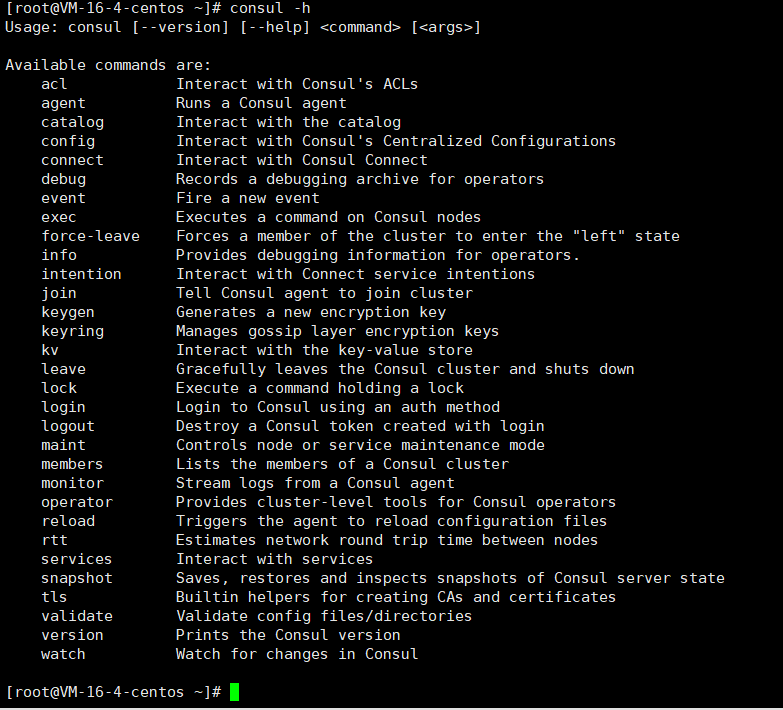 [root@VM-16-4-centos ~]# consul -h
Usage: consul [--version] [--help] <command> [<args>]
Available commands are:
acl Interact with Consul's ACLs
agent Runs a Consul agent
catalog Interact with the catalog
config Interact with Consul's Centralized Configurations
connect Interact with Consul Connect
debug Records a debugging archive for operators
event Fire a new event
exec Executes a command on Consul nodes
force-leave Forces a member of the cluster to enter the "left" state
info Provides debugging information for operators.
intention Interact with Connect service intentions
join Tell Consul agent to join cluster
keygen Generates a new encryption key
keyring Manages gossip layer encryption keys
kv Interact with the key-value store
leave Gracefully leaves the Consul cluster and shuts down
lock Execute a command holding a lock
login Login to Consul using an auth method
logout Destroy a Consul token created with login
maint Controls node or service maintenance mode
members Lists the members of a Consul cluster
monitor Stream logs from a Consul agent
operator Provides cluster-level tools for Consul operators
reload Triggers the agent to reload configuration files
rtt Estimates network round trip time between nodes
services Interact with services
snapshot Saves, restores and inspects snapshots of Consul server state
tls Builtin helpers for creating CAs and certificates
validate Validate config files/directories
version Prints the Consul version
watch Watch for changes in Consul
[root@VM-16-4-centos ~]#